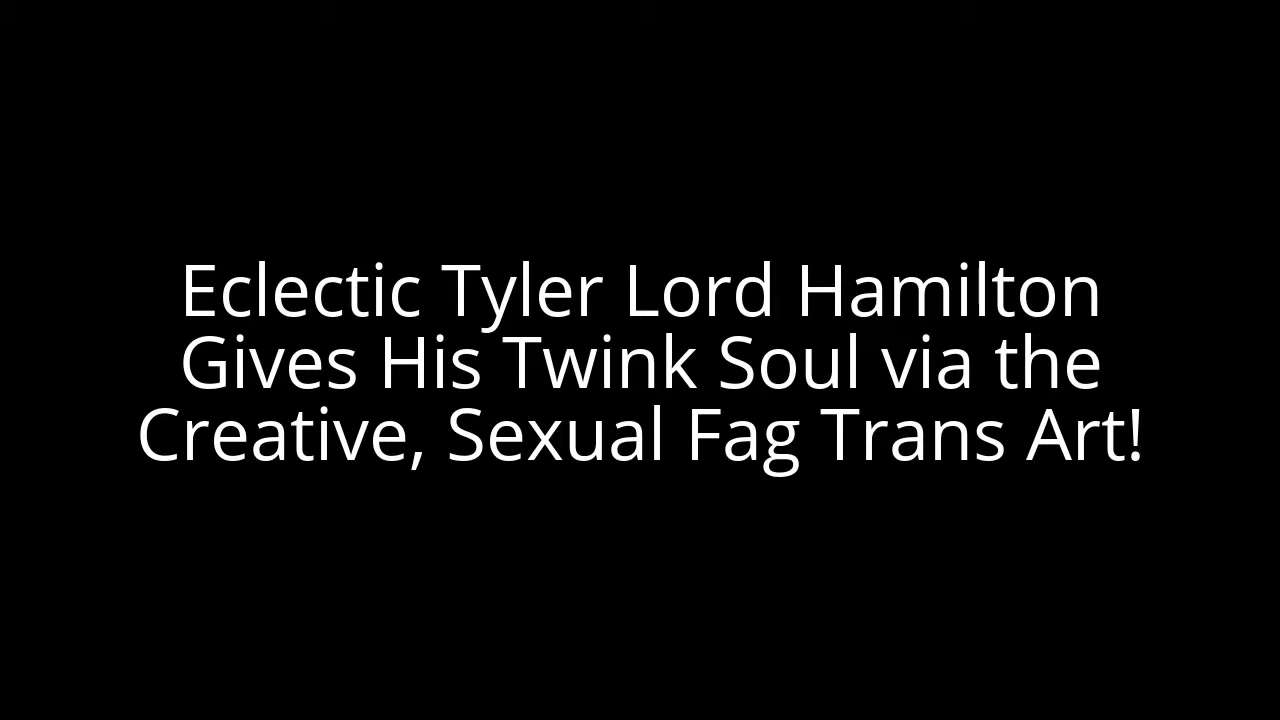 Eclectic Tyler Lord Hamilton
Gives His Twink Soul via the
Creative, Sexual Fag Trans Art!